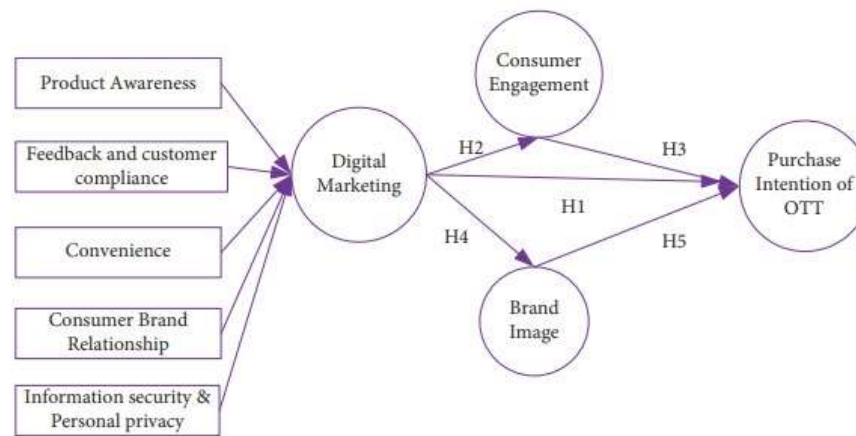 Product Awareness
Feedback and customer
compliance
Convenience
Consumer Brand
Relationship
Information security &
Personal privacy
Digital
Marketing
Consumer
Engagement
H2
H3
H1
H4
H5
Brand
Image
Purchase
Intention of
OTT